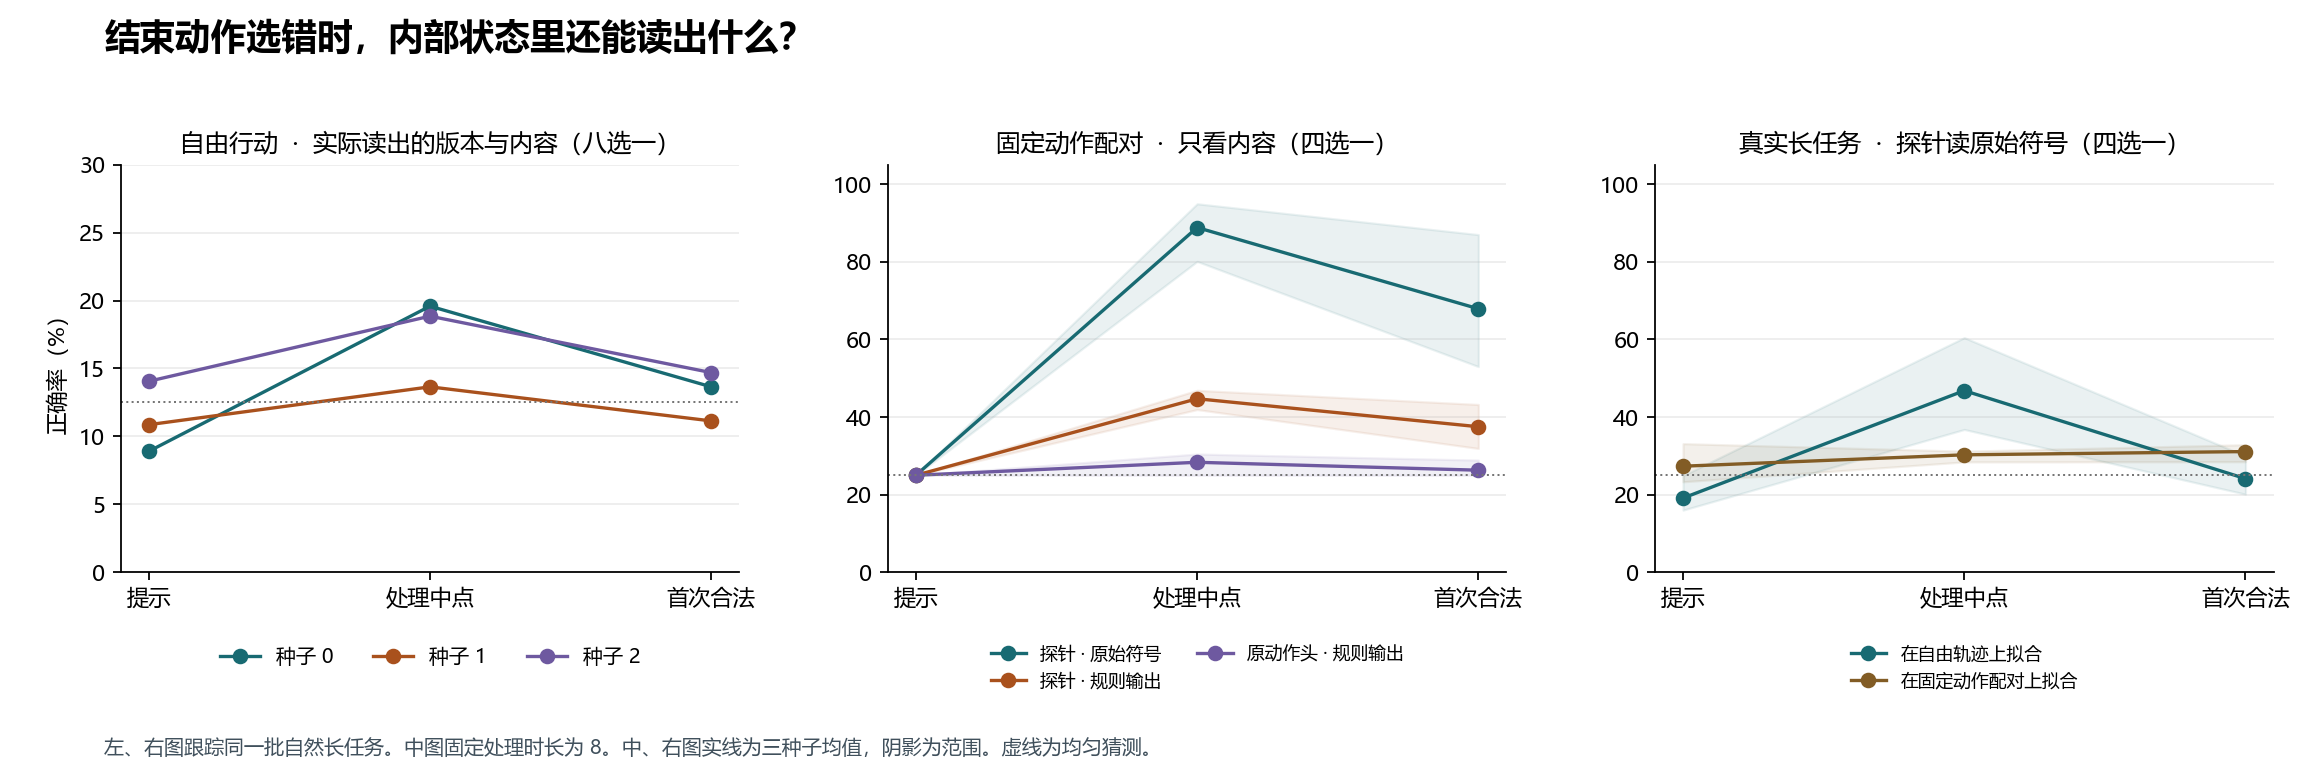 结束动作选错时，内部状态里还能读出什么？
自由行动 · 实际读出的版本与内容（八选一）
正确率（%）
30
25
20
15
10
5
0
提示 处理中点 首次合法
种子 0 种子 1 种子 2
固定动作配对 · 只看内容（四选一）
100
80
60
40
20
0
提示 处理中点 首次合法
探针 · 原始符号 原动作头 · 规则输出
探针 · 规则输出
真实长任务 · 探针读原始符号（四选一）
100
80
60
40
20
0
提示 处理中点 首次合法
在自由轨迹上拟合
在固定动作配对上拟合
左、右图跟踪同一批自然长任务。中图固定处理时长为 8。中、右图实线为三种子均值，阴影为范围。虚线为均匀猜测。